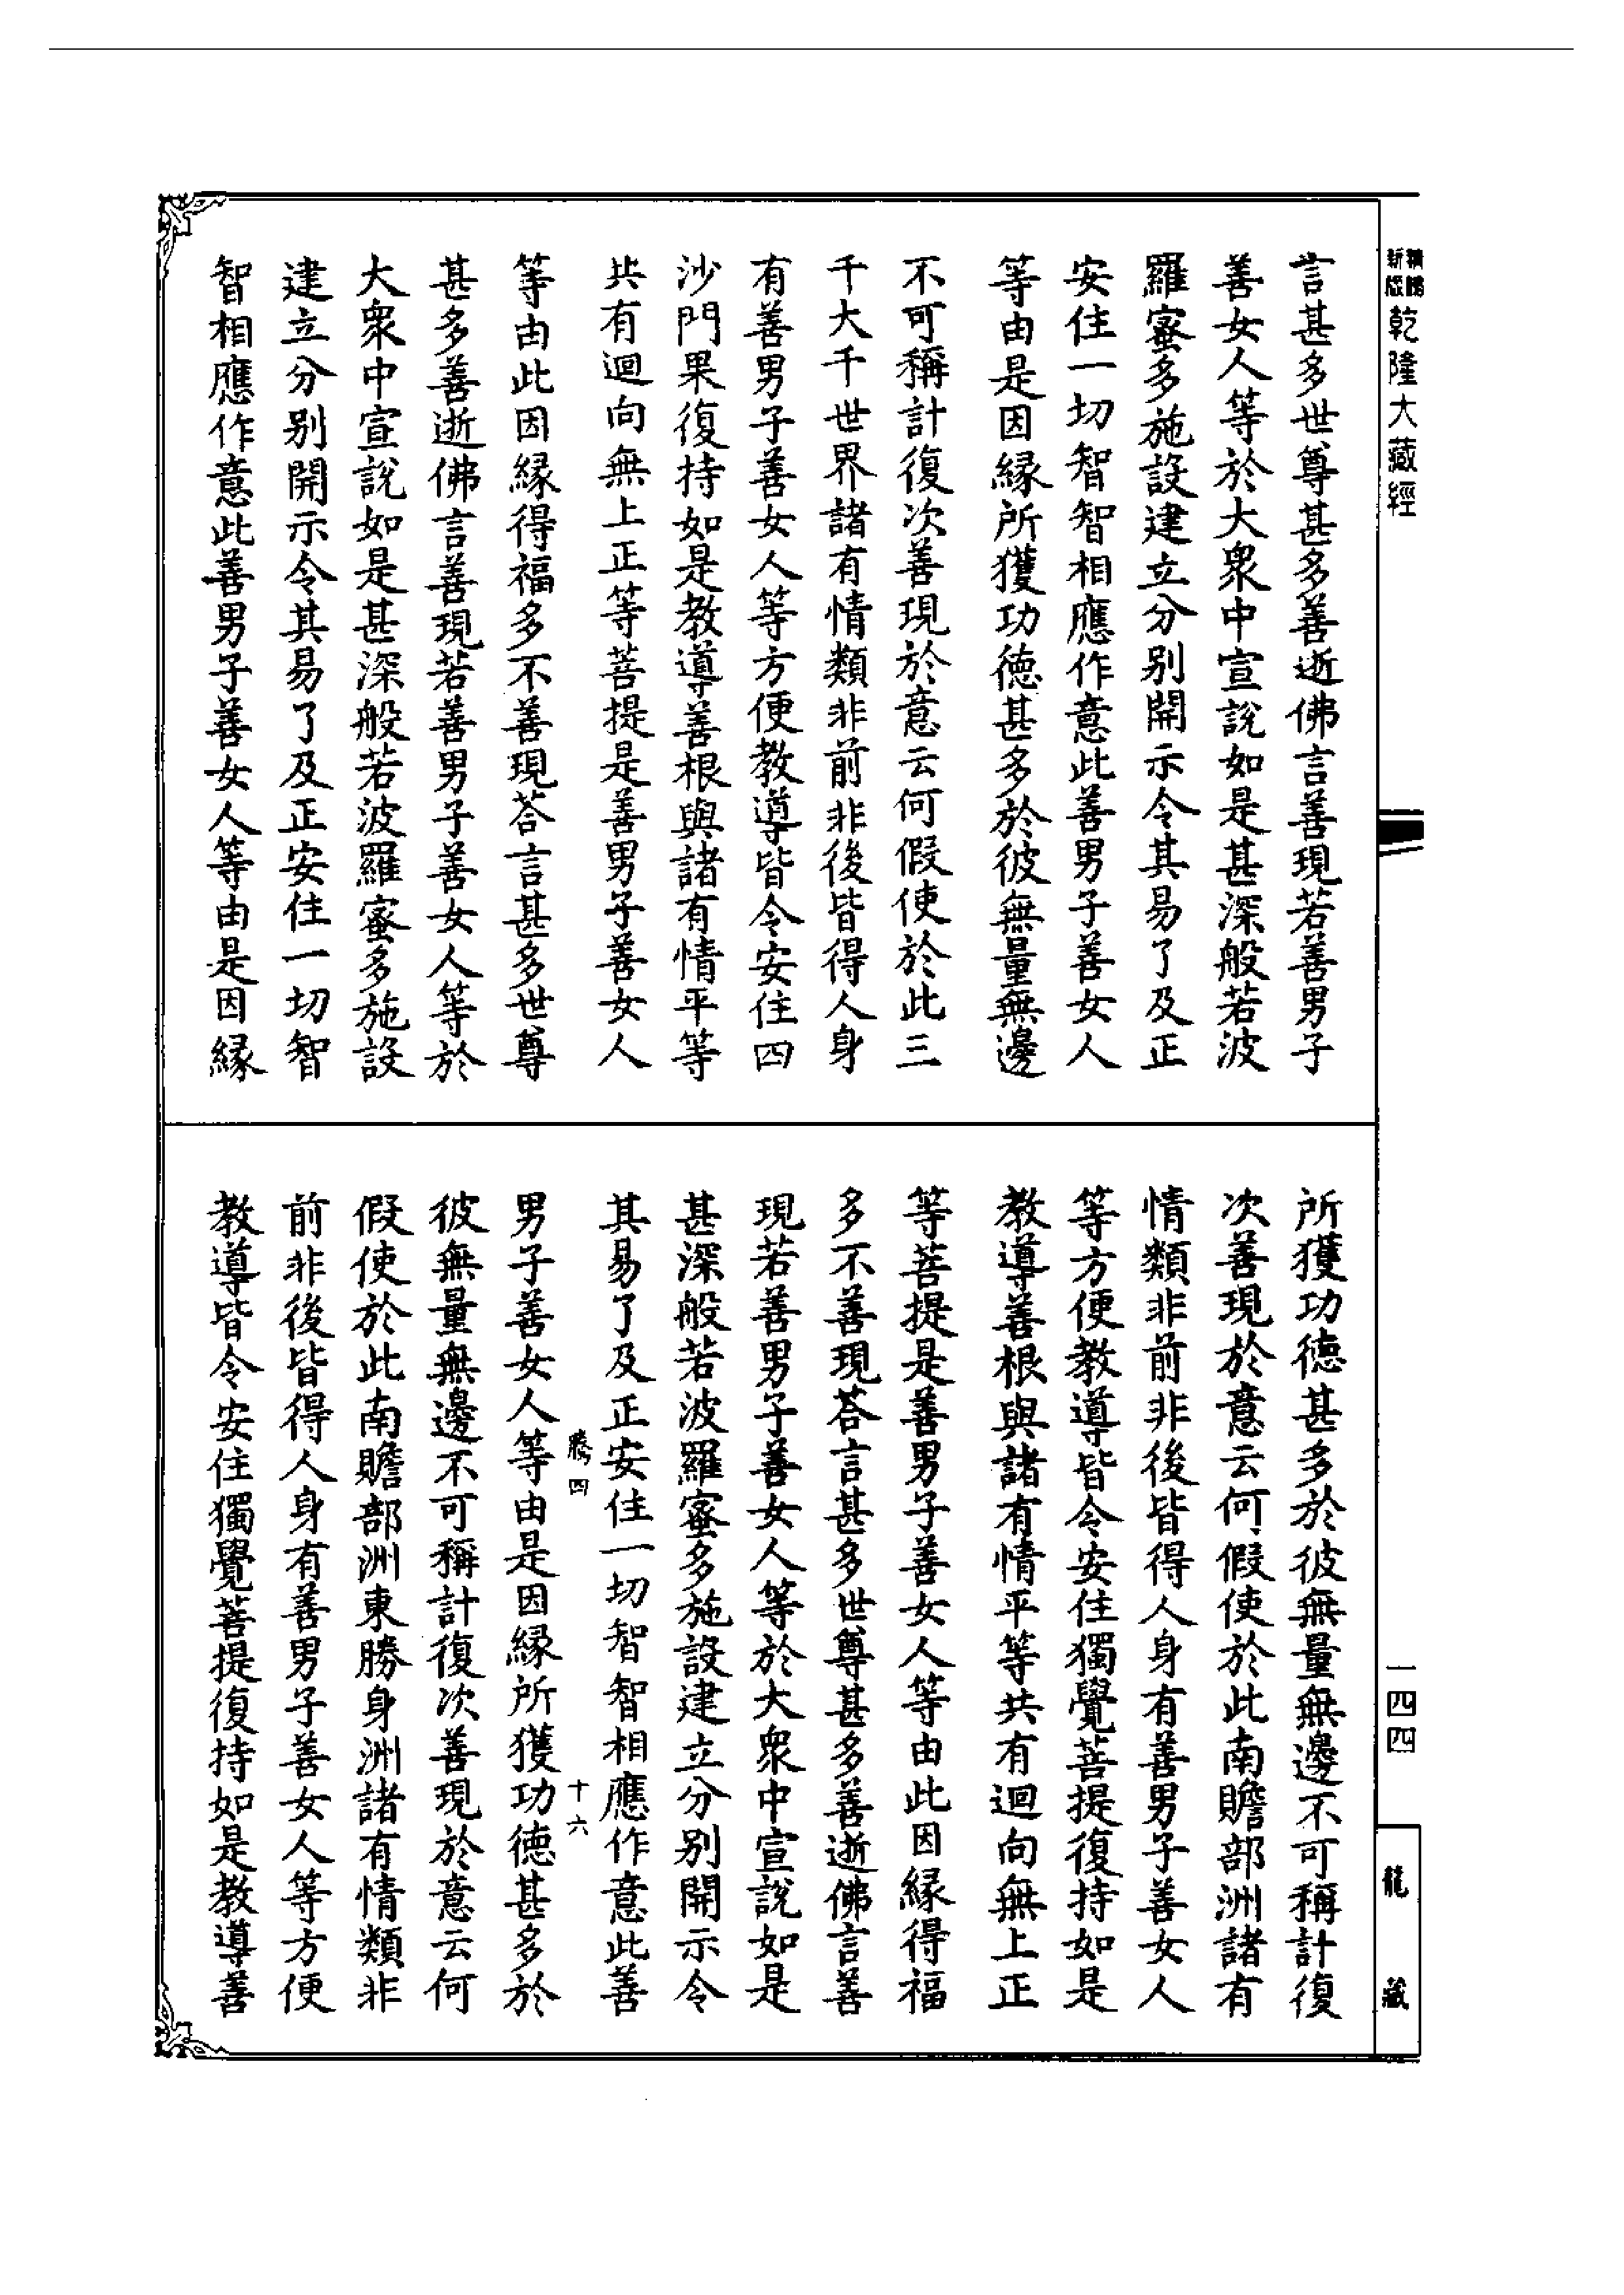 乾隆大藏經
言甚多世尊甚多善逝佛言善現若善男子
善女人等於大衆中宣說如是甚深般若波
羅蜜多施設建立分別開示令其易了及正
安住一切智智相應作意此善男子善女人
等由是因緣所獲功德甚多於彼無量無邊
不可稱計復次善現於意云何假使於此三
千大千世界諸有情類非前非後皆得人身
有善男子善女人等方便教導皆令安住四
沙門果復持如是教導善根與諸有情平等
共有迴向無上正等菩提是善男子善女人
等由此因緣得福多不善現荅言甚多世尊
甚多善逝佛言善現若善男子善女人等於
大衆中宣說如是甚深般若波羅蜜多施設
建立分別開示令其易了及正安住一切智
智相應作意此善男子善女人等由是因緣
所獲功德甚多於彼無量無邊不可稱計復
次善現於意云何假使於此南贍部洲諸有
情類非前非後皆得人身有善男子善女人
等方便教導皆令安住獨覺菩提復持如是
教導善根與諸有情平等共有迴向無上正
等菩提是善男子善女人等由此因緣得福
多不善現荅言甚多世尊甚多善逝佛言善
現若善男子善女人等於大衆中宣說如是
甚深般若波羅蜜多施設建立分別開示令
其易了及正安住一切智智相應作意此善
四 十六
男子善女人等由是因緣所獲功德甚多於
彼無量無邊不可稱計復次善現於意云何
假使於此南贍部洲東勝身洲諸有情類非
前非後皆得人身有善男子善女人等方便
教導皆令安住獨覺菩提復持如是教導善
一四四
龍藏